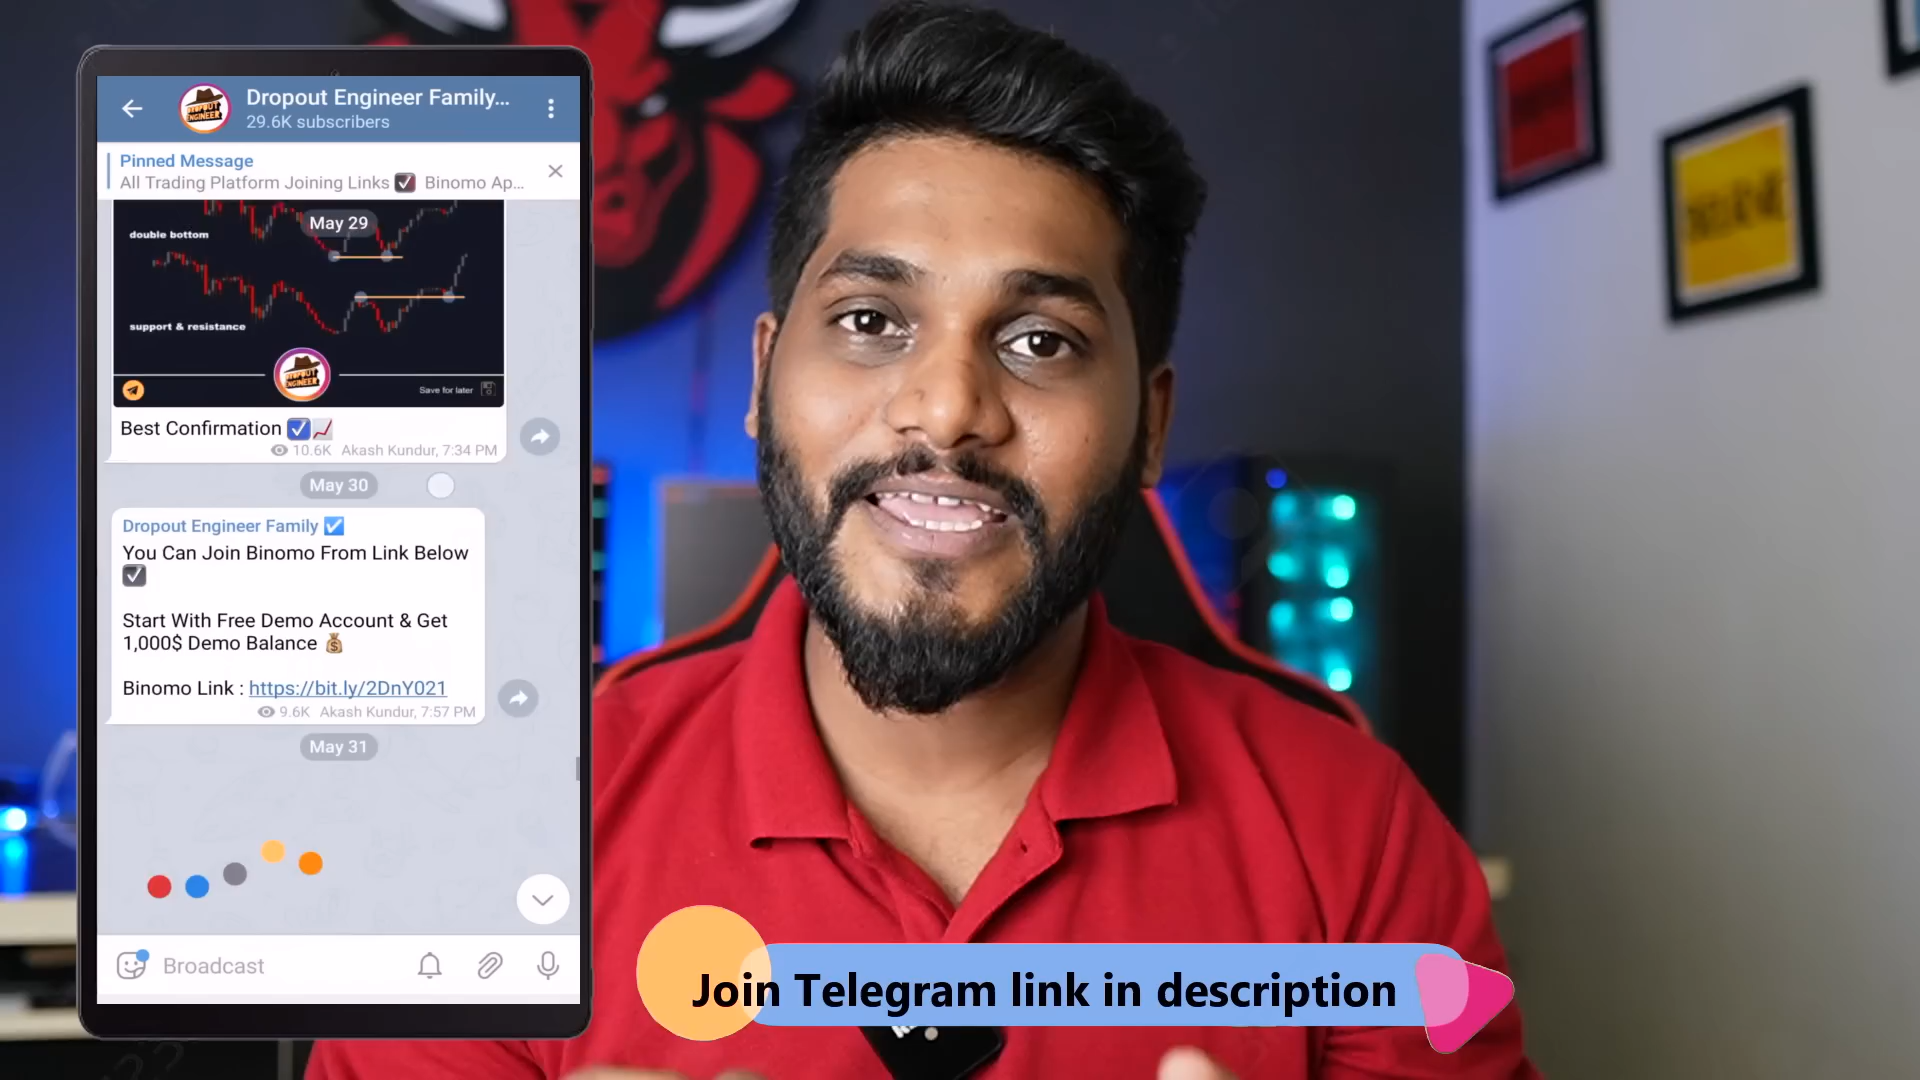 Dropout Engineer Family...
29.6K subscribers
Pinned Message
All Trading Platform Joining Links ☑ Binomo Ap...
May 29
double bottom
support & resistance
DROPOUT
ENGINEER
Save for later
Best Confirmation ☑📈
10.6K Akash Kundur, 7:34 PM
May 30
Dropout Engineer Family ☑
You Can Join Binomo From Link Below
☑
Start With Free Demo Account & Get
1,000$ Demo Balance 💰
Binomo Link : https://bit.ly/2DnY021
9.6K Akash Kundur, 7:57 PM
May 31
Broadcast
Join Telegram link in description